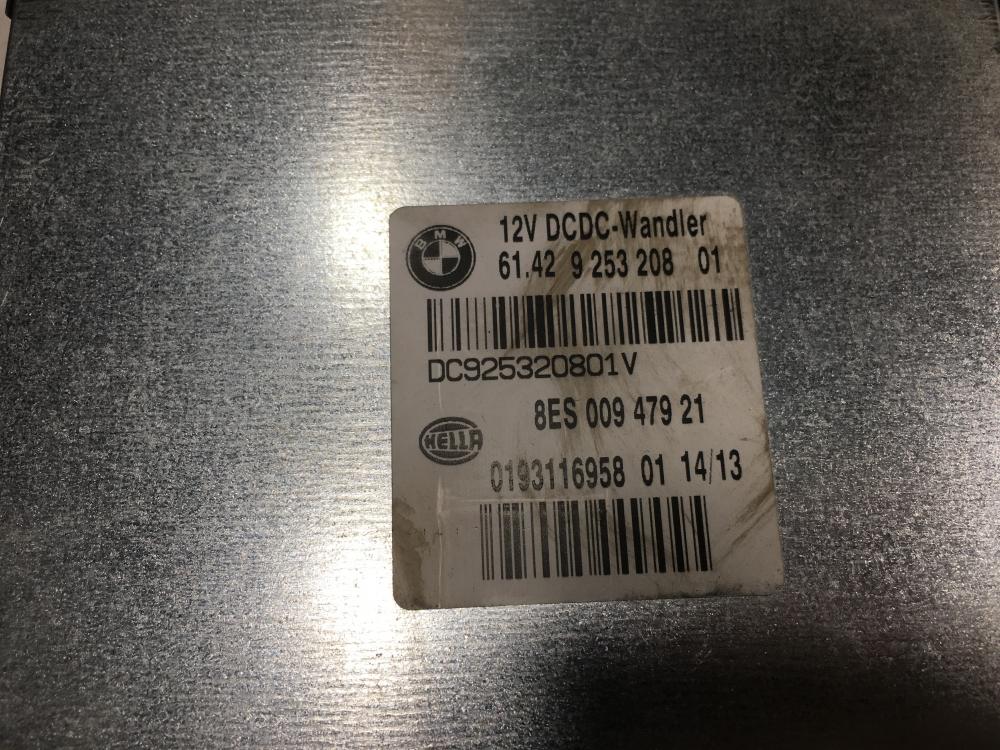 BMW
12V DCDC-Wandler
61.42 9 253 208 01
DC925320801V
8ES 009 479 21
HELLA
0193116958 01 14/13